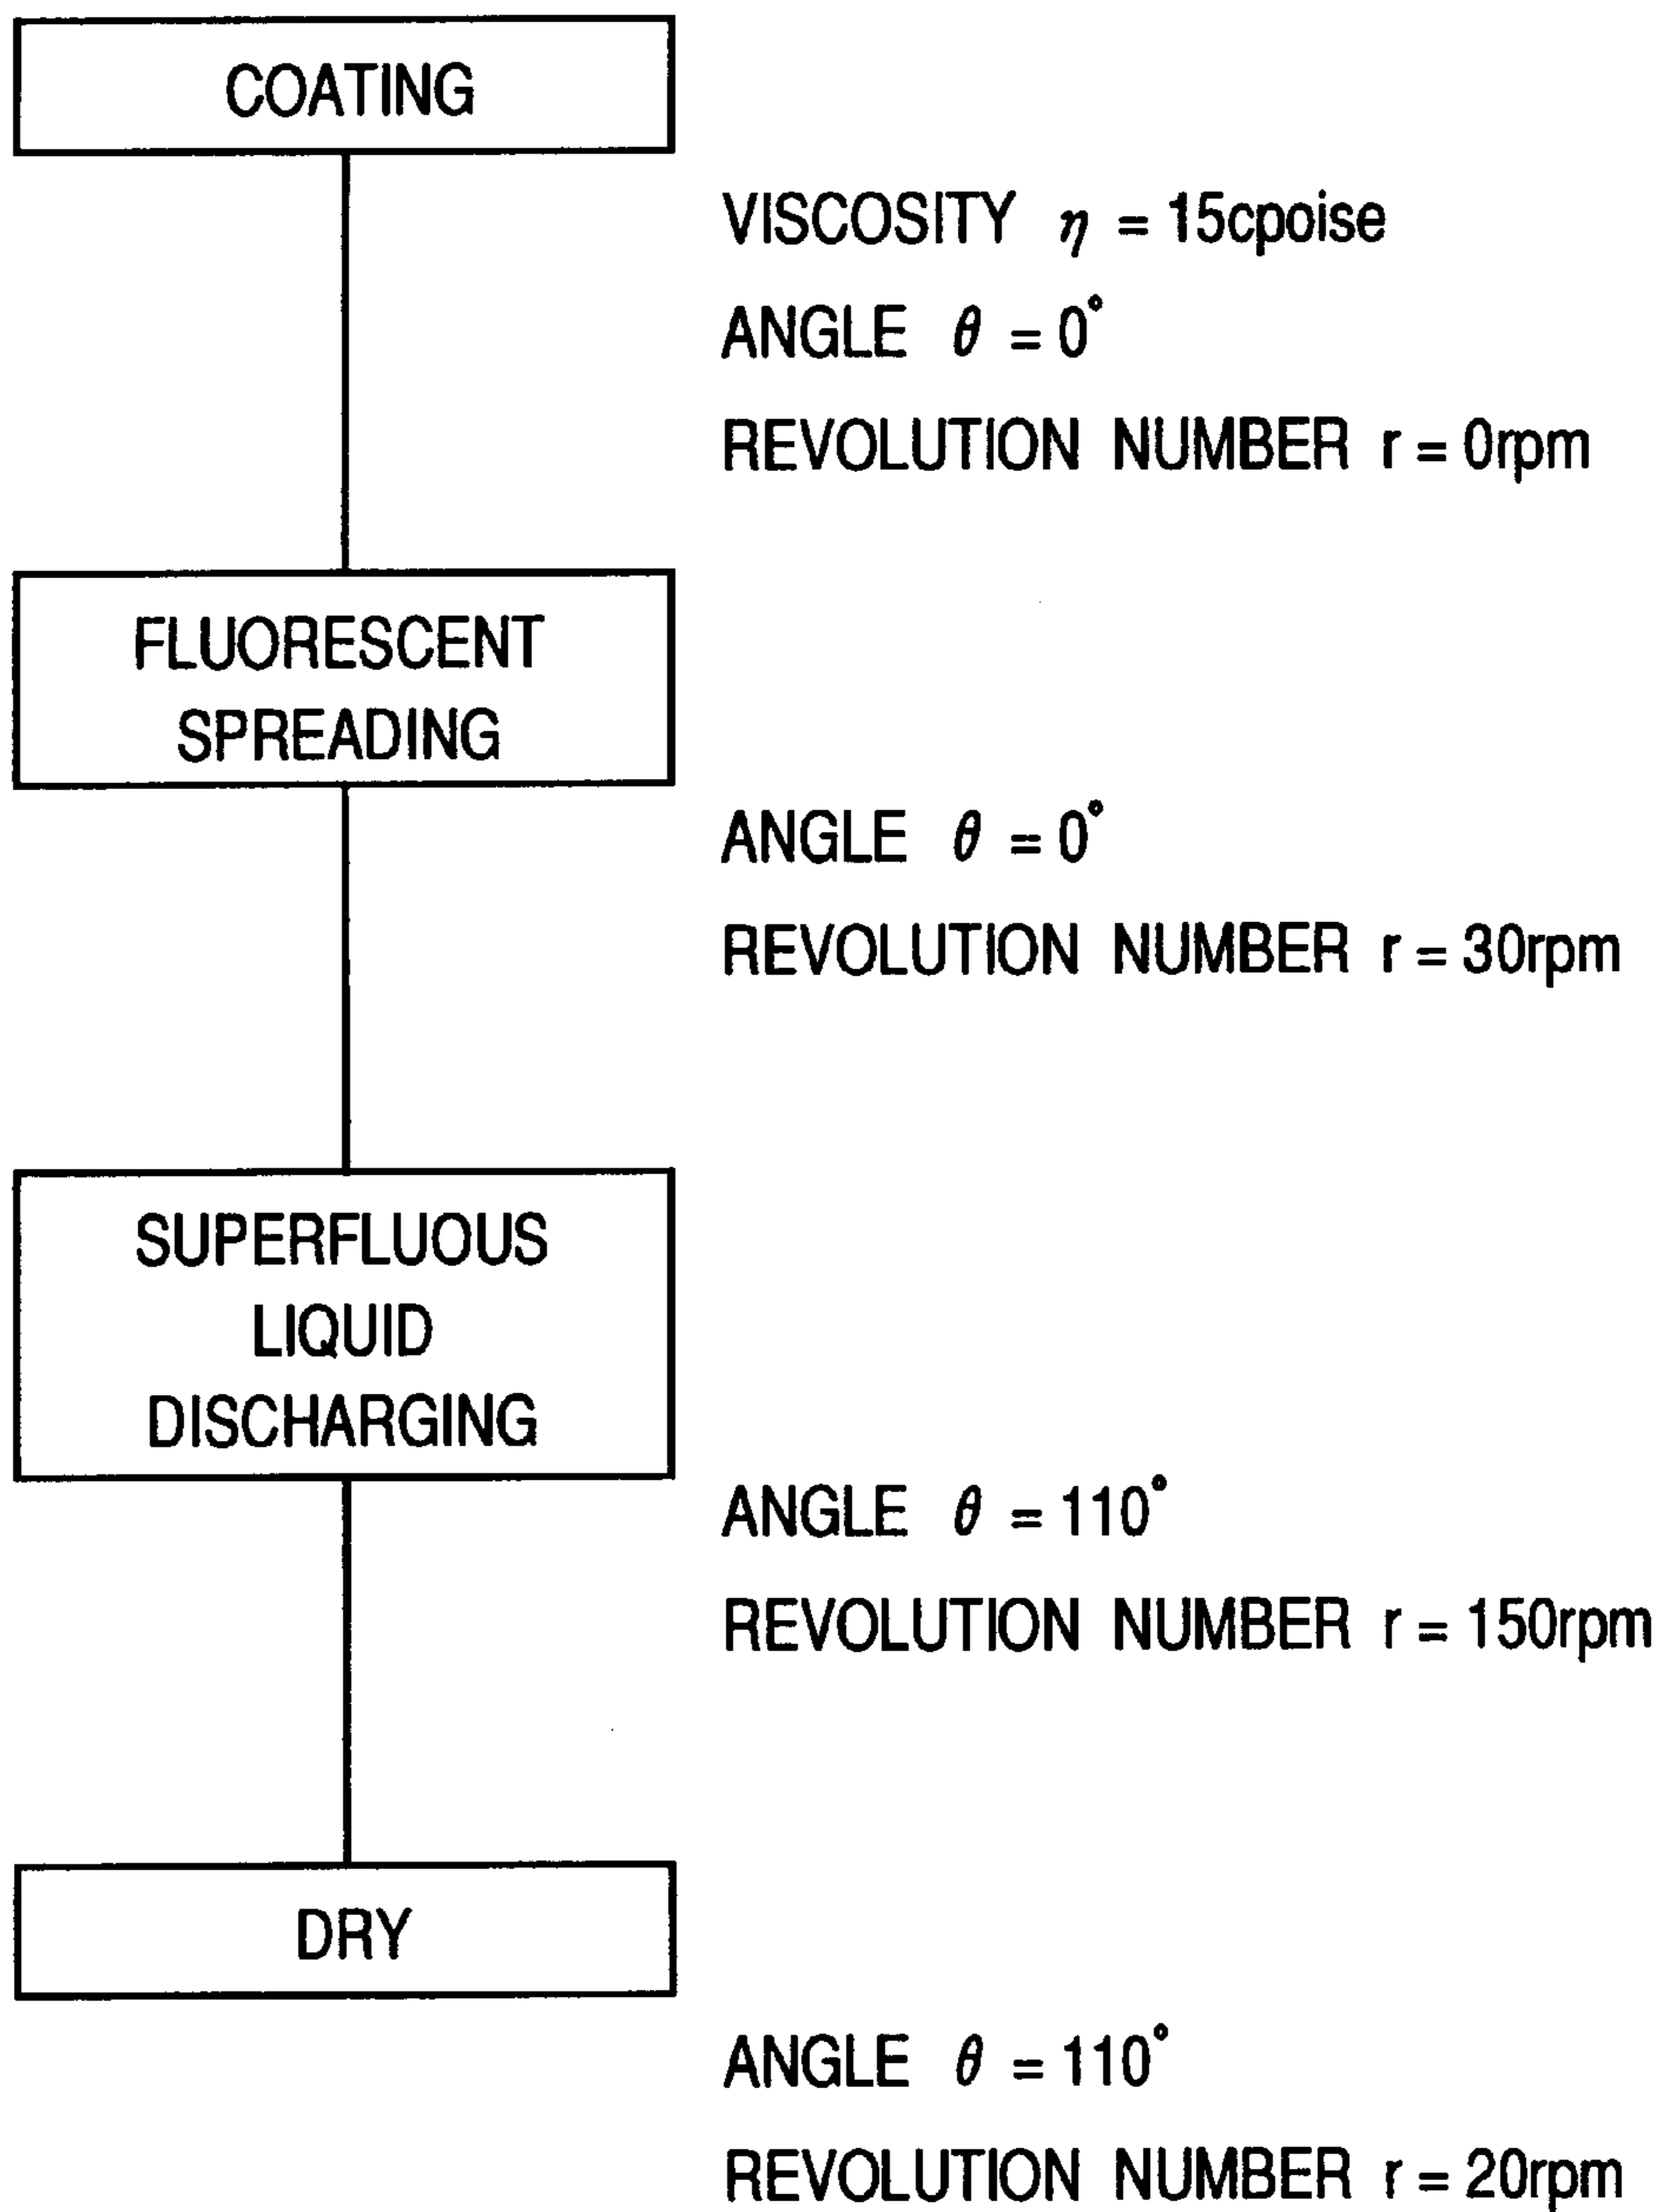 COATING
VISCOSITY η = 15cpoise
ANGLE θ = 0°
REVOLUTION NUMBER r = 0rpm
FLUORESCENT
SPREADING
ANGLE θ = 0°
REVOLUTION NUMBER r = 30rpm
SUPERFLUOUS
LIQUID
DISCHARGING
ANGLE θ = 110°
REVOLUTION NUMBER r = 150rpm
DRY
ANGLE θ = 110°
REVOLUTION NUMBER r = 20rpm